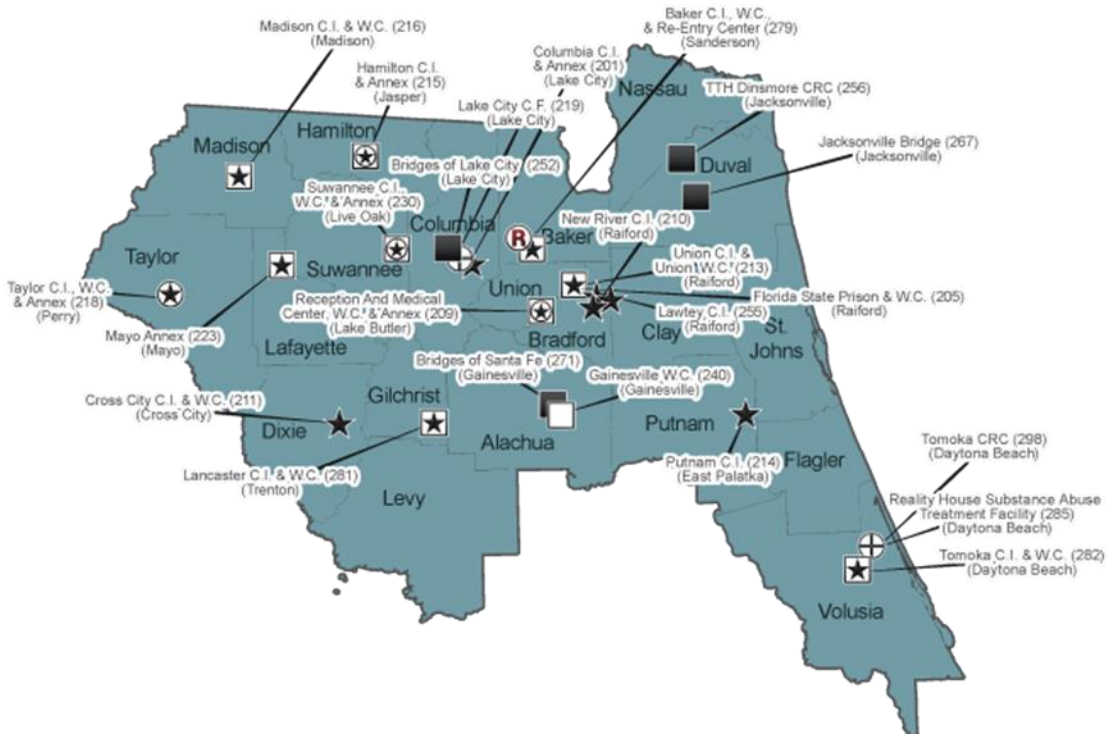 Madison C.I. & W.C. (216)
(Madison)
Baker C.I., W.C.,
& Re-Entry Center (279)
(Sanderson)
Hamilton C.I.
& Annex (215)
(Jasper)
Columbia C.I.
& Annex (201)
(Lake City)
Lake City C.F. (219)
(Lake City)
Nassau
TTH Dinsmore CRC (256)
(Jacksonville)
Hamilton
Madison
Bridges of Lake City (252)
(Lake City)
Duval
Jacksonville Bridge (267)
(Jacksonville)
Suwannee C.I.,
W.C. & Annex (230)
(Live Oak)
Columbia
R
Baker
New River C.I. (210)
(Raiford)
Taylor
Suwannee
Union
Union C.I. &
Union W.C. (213)
(Raiford)
Taylor C.I., W.C.
& Annex (218)
(Perry)
Reception And Medical
Center, W.C. & Annex (209)
(Lake Butler)
Florida State Prison & W.C. (205)
(Raiford)
Lawtey C.I. (255)
(Raiford)
Mayo Annex (223)
(Mayo)
Lafayette
Bradford
Clay
St.
Johns
Bridges of Santa Fe (271)
(Gainesville)
Gainesville W.C. (240)
(Gainesville)
Cross City C.I. & W.C. (211)
(Cross City)
Gilchrist
Dixie
Alachua
Putnam
Lancaster C.I. & W.C. (281)
(Trenton)
Putnam C.I. (214)
(East Palatka)
Flagler
Tomoka CRC (298)
(Daytona Beach)
Levy
Reality House Substance Abuse
Treatment Facility (285)
(Daytona Beach)
Tomoka C.I. & W.C. (282)
(Daytona Beach)
Volusia